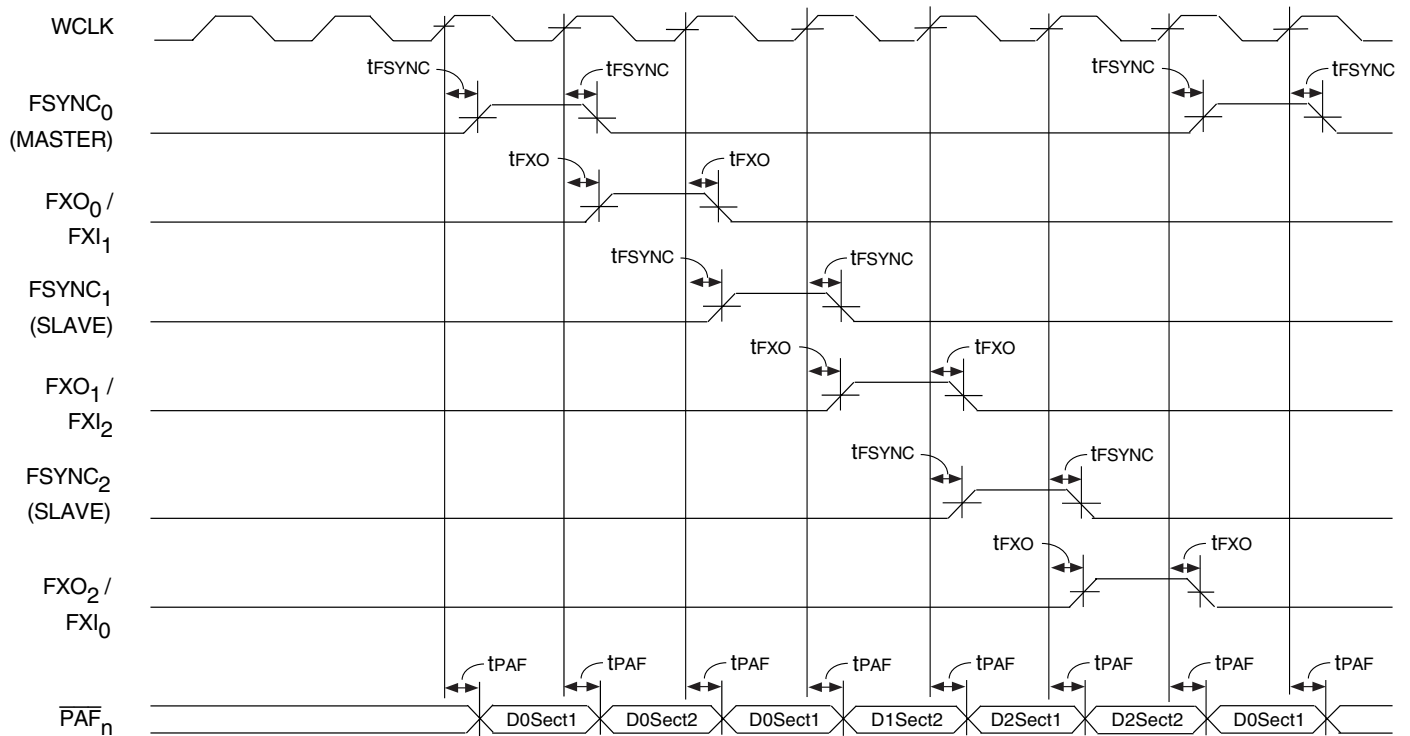 WCLK
tFSYNC tFSYNC tFSYNC tFSYNC
FSYNC0
(MASTER)
tFXO tFXO
FXO0 /
FXI1
tFSYNC tFSYNC
FSYNC1
(SLAVE)
tFXO tFXO
FXO1 /
FXI2
tFSYNC tFSYNC
FSYNC2
(SLAVE)
tFXO tFXO
FXO2 /
FXI0
tPAF tPAF tPAF tPAF tPAF tPAF tPAF tPAF
PAFn D0Sect1 D0Sect2 D0Sect1 D1Sect2 D2Sect1 D2Sect2 D0Sect1